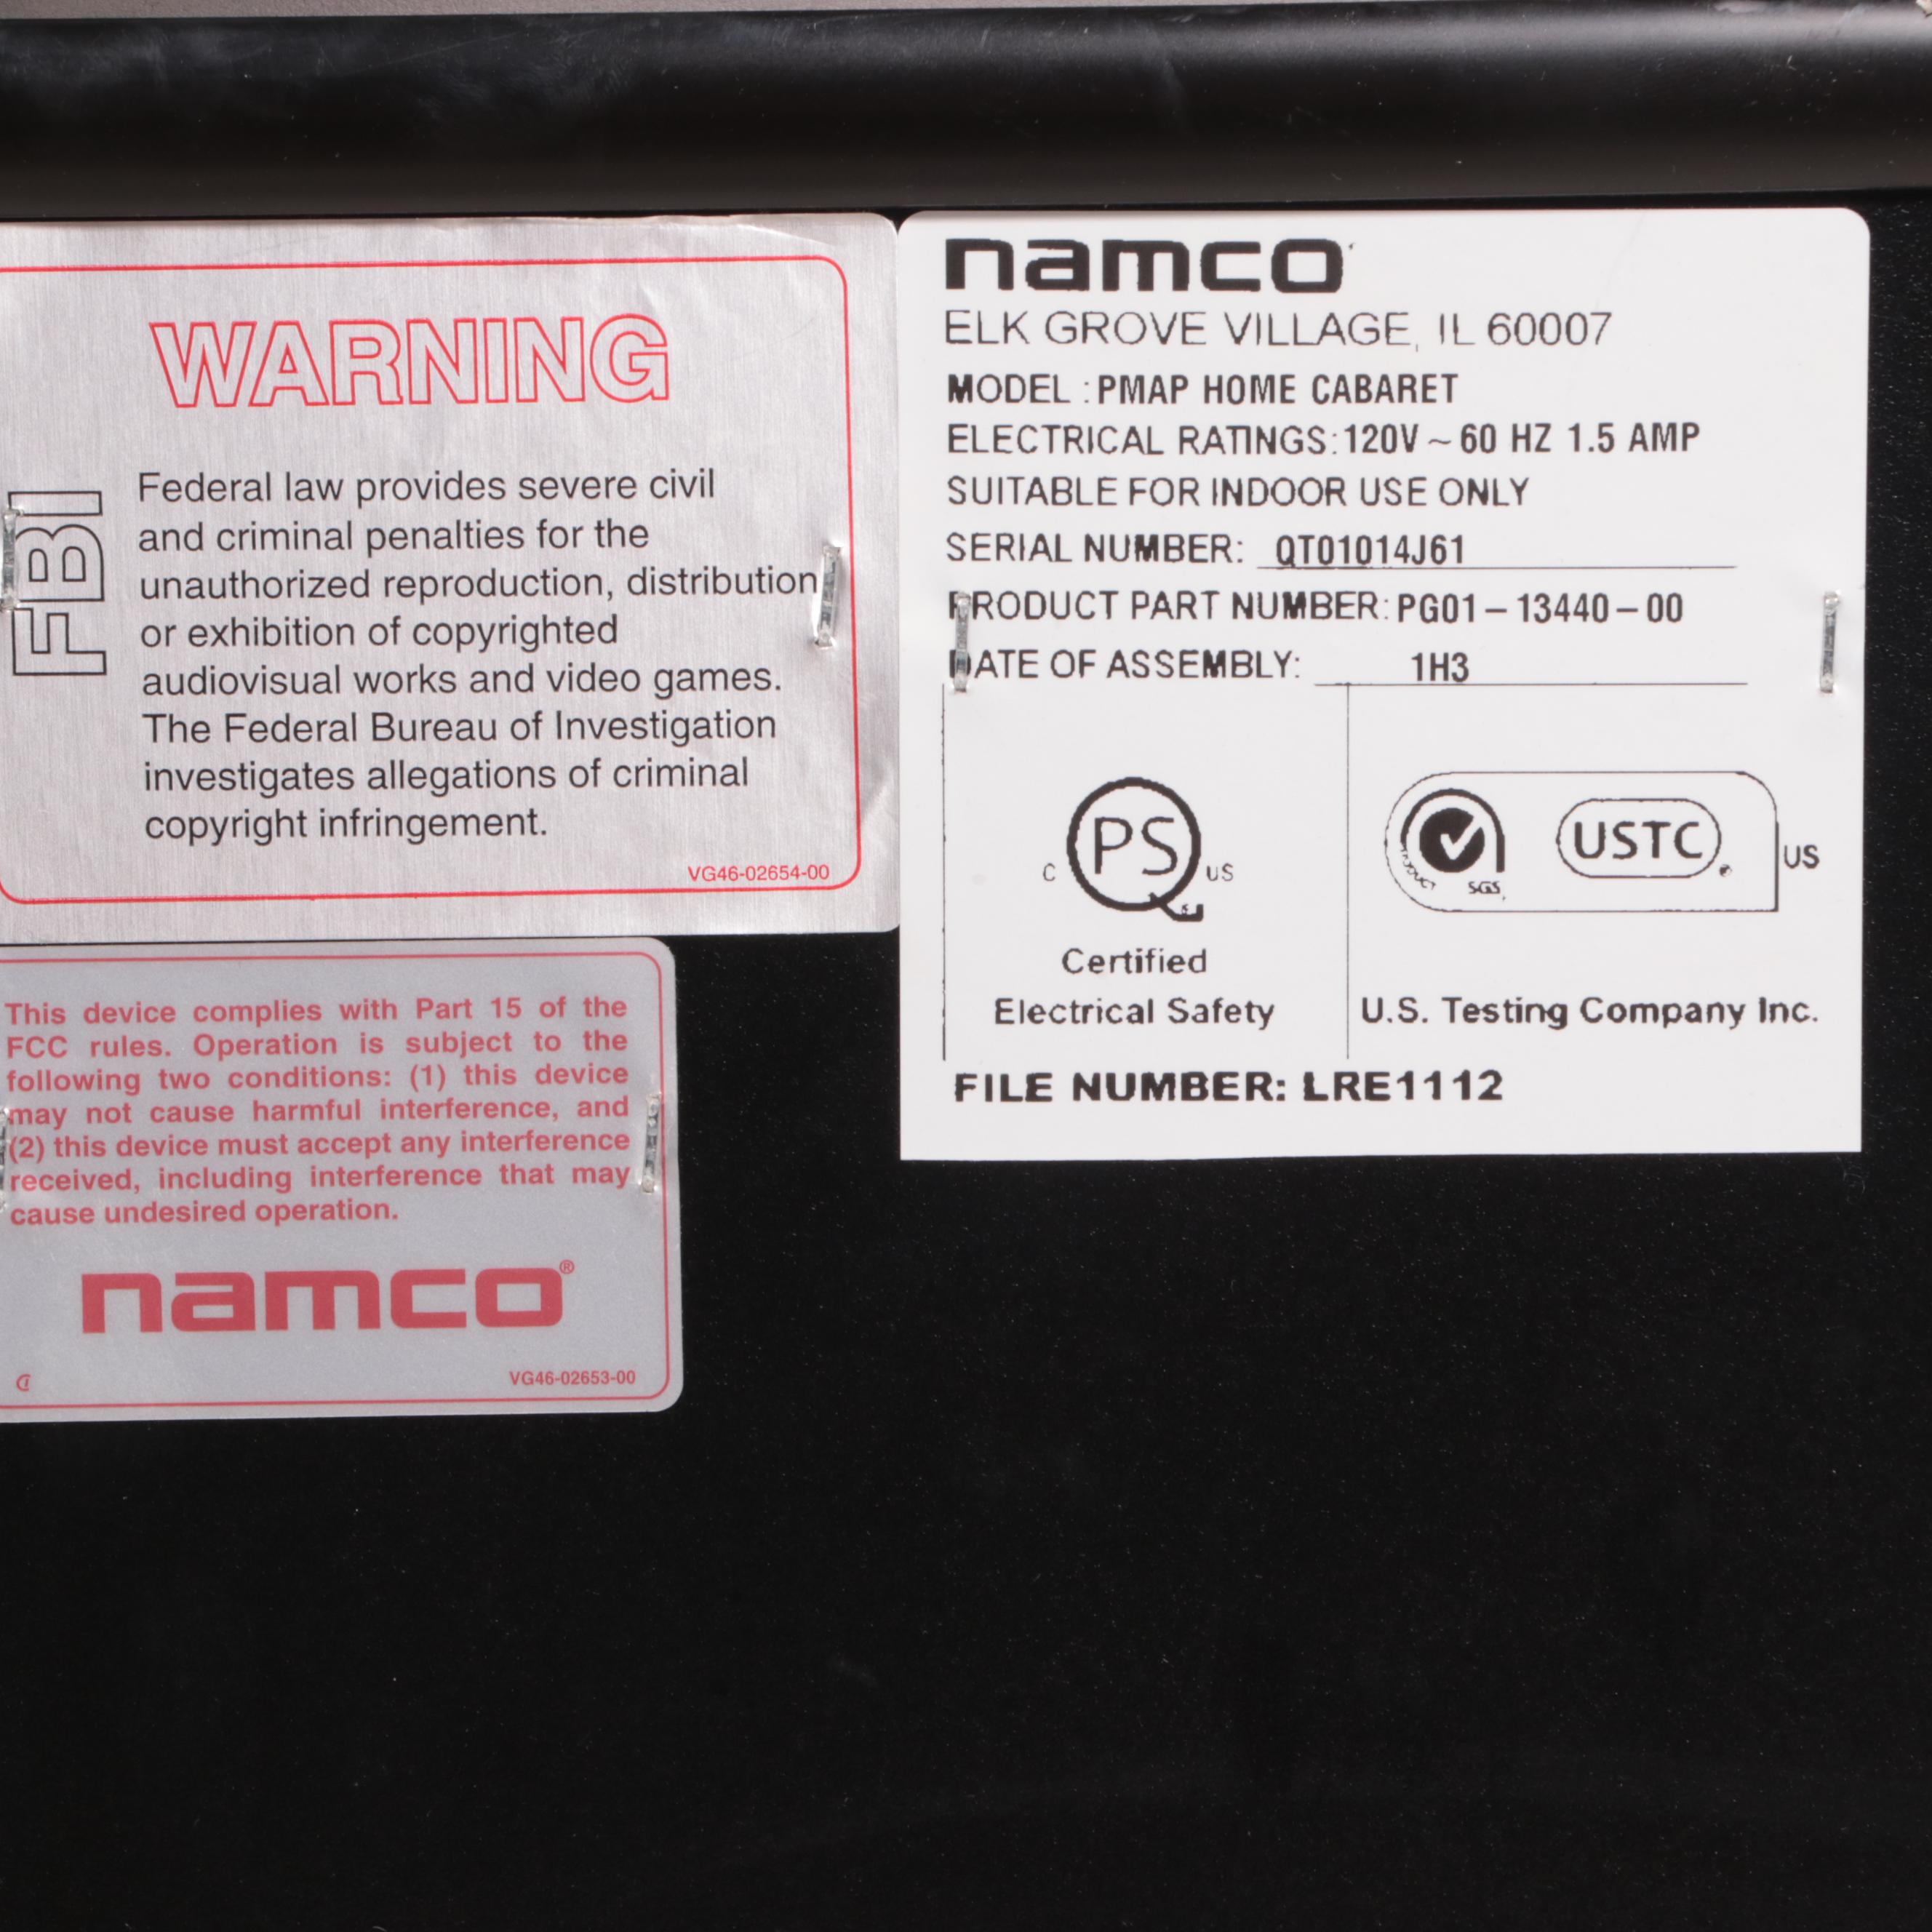 WARNING
FBI
Federal law provides severe civil
and criminal penalties for the
unauthorized reproduction, distribution
or exhibition of copyrighted
audiovisual works and video games.
The Federal Bureau of Investigation
investigates allegations of criminal
copyright infringement.
VG46-02654-00
namco
ELK GROVE VILLAGE, IL 60007
MODEL : PMAP HOME CABARET
ELECTRICAL RATINGS: 120V ~ 60 HZ 1.5 AMP
SUITABLE FOR INDOOR USE ONLY
SERIAL NUMBER: QT01014J61
PRODUCT PART NUMBER: PG01-13440-00
DATE OF ASSEMBLY: 1H3
C PS US
Certified
Electrical Safety
PRODUCT SGS USTC US
U.S. Testing Company Inc.
FILE NUMBER: LRE1112
This device complies with Part 15 of the
FCC rules. Operation is subject to the
following two conditions: (1) this device
may not cause harmful interference, and
(2) this device must accept any interference
received, including interference that may
cause undesired operation.
namco®
VG46-02653-00